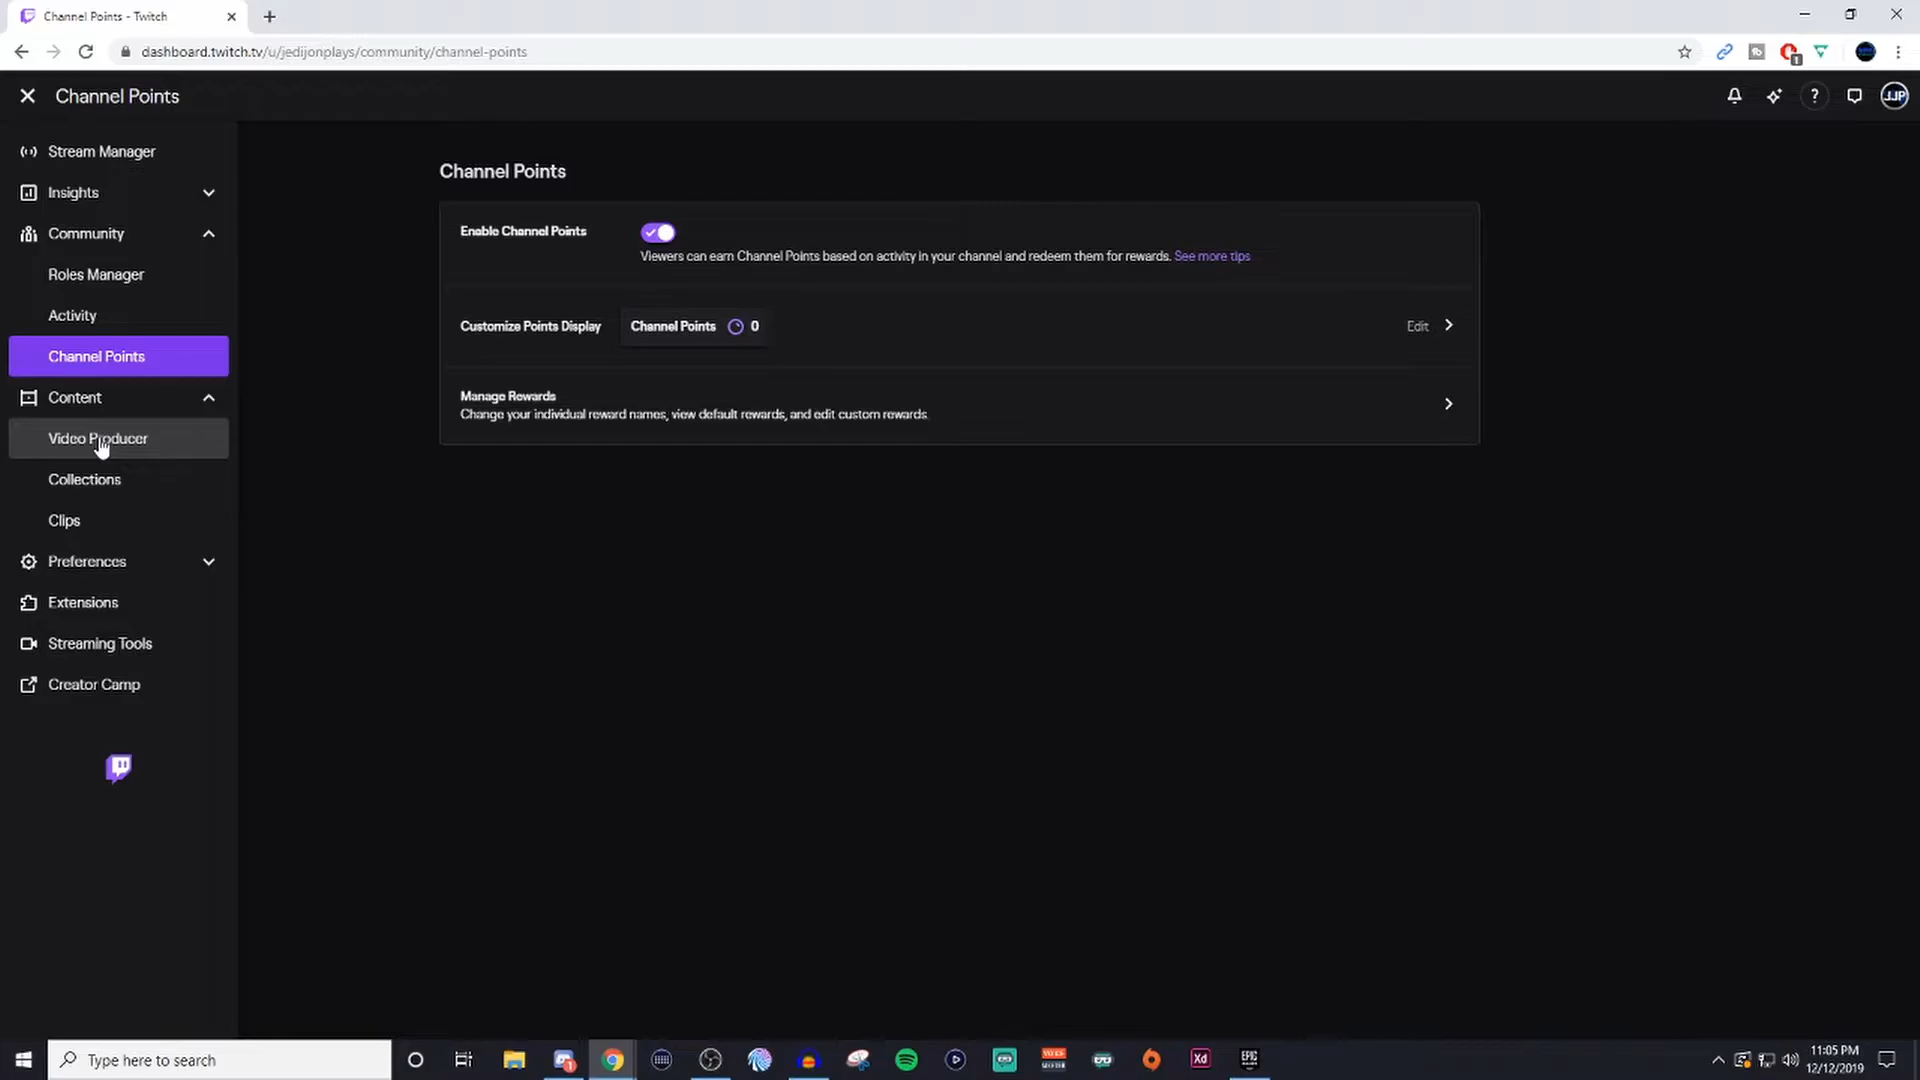 Channel Points - Twitch
dashboard.twitch.tv/u/jedijonplays/community/channel-points
Channel Points
JJP
Stream Manager
Insights
Community
Roles Manager
Activity
Channel Points
Content
Video Producer
Collections
Clips
Preferences
Extensions
Streaming Tools
Creator Camp
Channel Points
Enable Channel Points
Viewers can earn Channel Points based on activity in your channel and redeem them for rewards. See more tips
Customize Points Display Channel Points 0 Edit
Manage Rewards
Change your individual reward names, view default rewards, and edit custom rewards.
Type here to search
Xd
EPIC
11:05 PM
12/12/2019